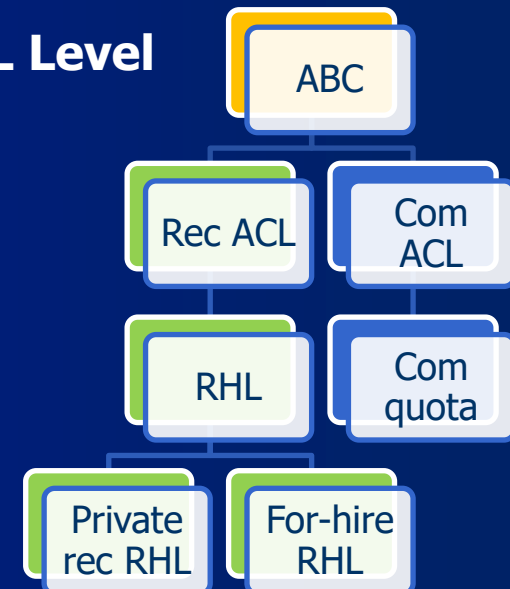 L Level
ABC
Rec ACL
Com
ACL
RHL
Com
quota
Private
rec RHL
For-hire
RHL